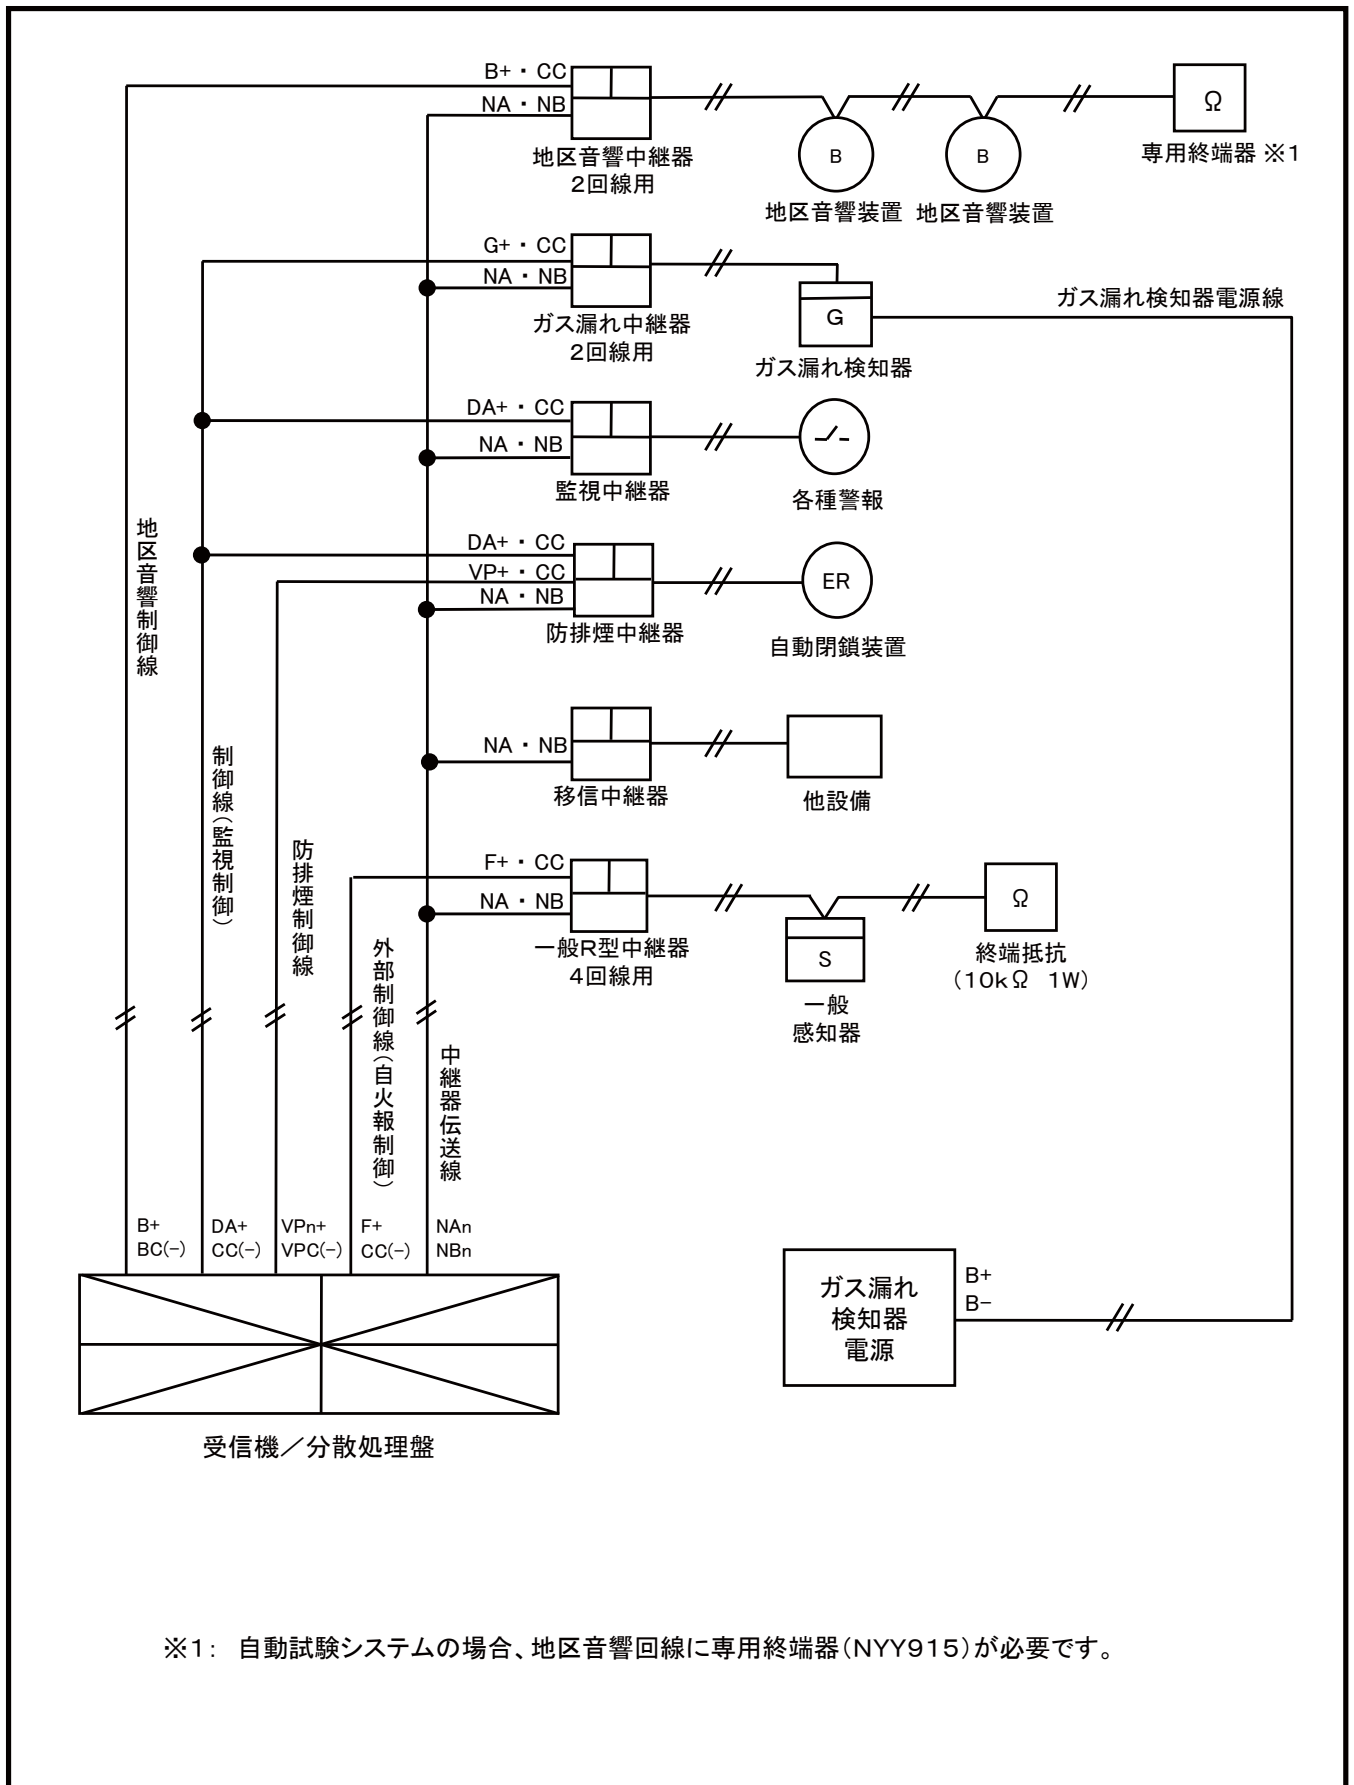 B+・CC
NA・NB
地区音響中継器
2回線用
B
B
Ω
地区音響装置
地区音響装置
専用終端器 ※1
G+・CC
NA・NB
ガス漏れ中継器
2回線用
G
ガス漏れ検知器
ガス漏れ検知器電源線
DA+・CC
NA・NB
監視中継器
各種警報
DA+・CC
VP+・CC
NA・NB
防排煙中継器
ER
自動閉鎖装置
NA・NB
移信中継器
他設備
F+・CC
NA・NB
一般R型中継器
4回線用
S
一般
感知器
Ω
終端抵抗
(10kΩ 1W)
地区音響制御線
制御線(監視制御)
防排煙制御線
外部制御線(自火報制御)
中継器伝送線
B+
BC(-)
DA+
CC(-)
VPn+
VPC(-)
F+
CC(-)
NAn
NBn
受信機/分散処理盤
ガス漏れ
検知器
電源
B+
B-
※1: 自動試験システムの場合、地区音響回線に専用終端器(NYY915)が必要です。